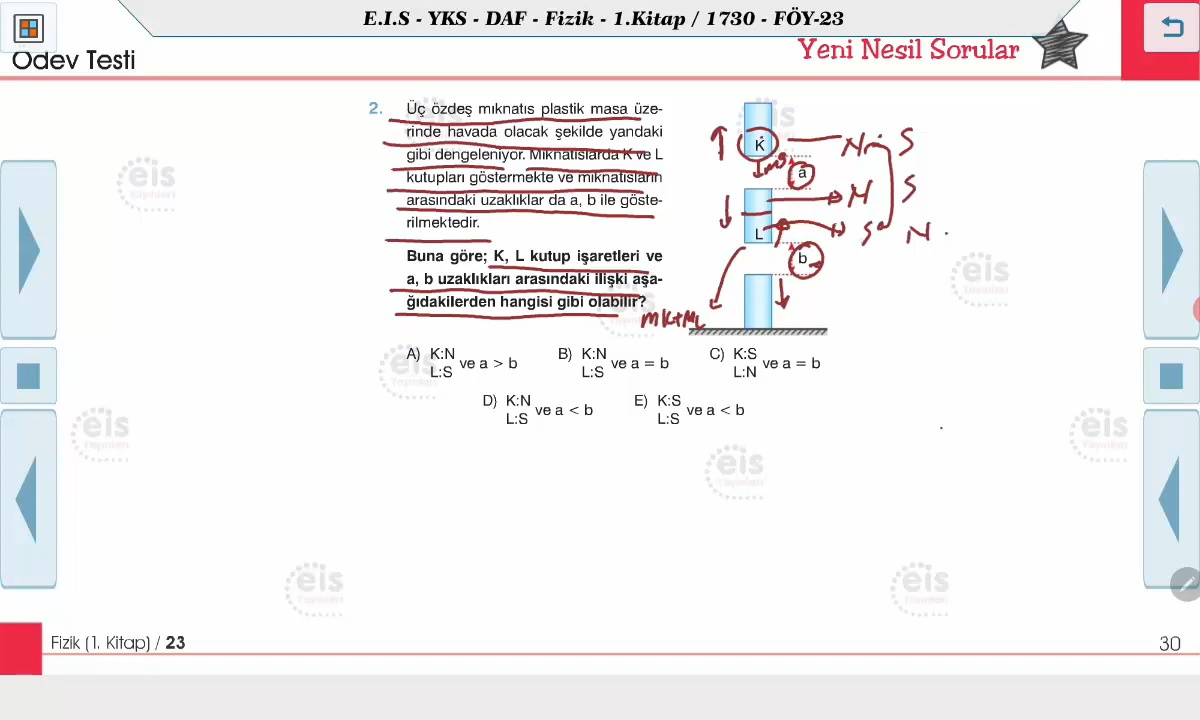 E.I.S - YKS - DAF - Fizik - 1.Kitap / 1730 - FÖY-23
Ödev Testi
Yeni Nesil Sorular
2. Üç özdeş mıknatıs plastik masa üze-
rinde havada olacak şekilde yandaki
gibi dengeleniyor. Mıknatıslarda K ve L
kutupları göstermekte ve mıknatısların
arasındaki uzaklıklar da a, b ile göste-
rilmektedir.
Buna göre; K, L kutup işaretleri ve
a, b uzaklıkları arasındaki ilişki aşa-
ğıdakilerden hangisi gibi olabilir?
K
a
L
b
N S
N S
S N
A) K:N L:S ve a > b
B) K:N L:S ve a = b
C) K:S L:N ve a = b
D) K:N L:S ve a < b
E) K:S L:S ve a < b
eis
Yayınları
Fizik (1. Kitap) / 23
30